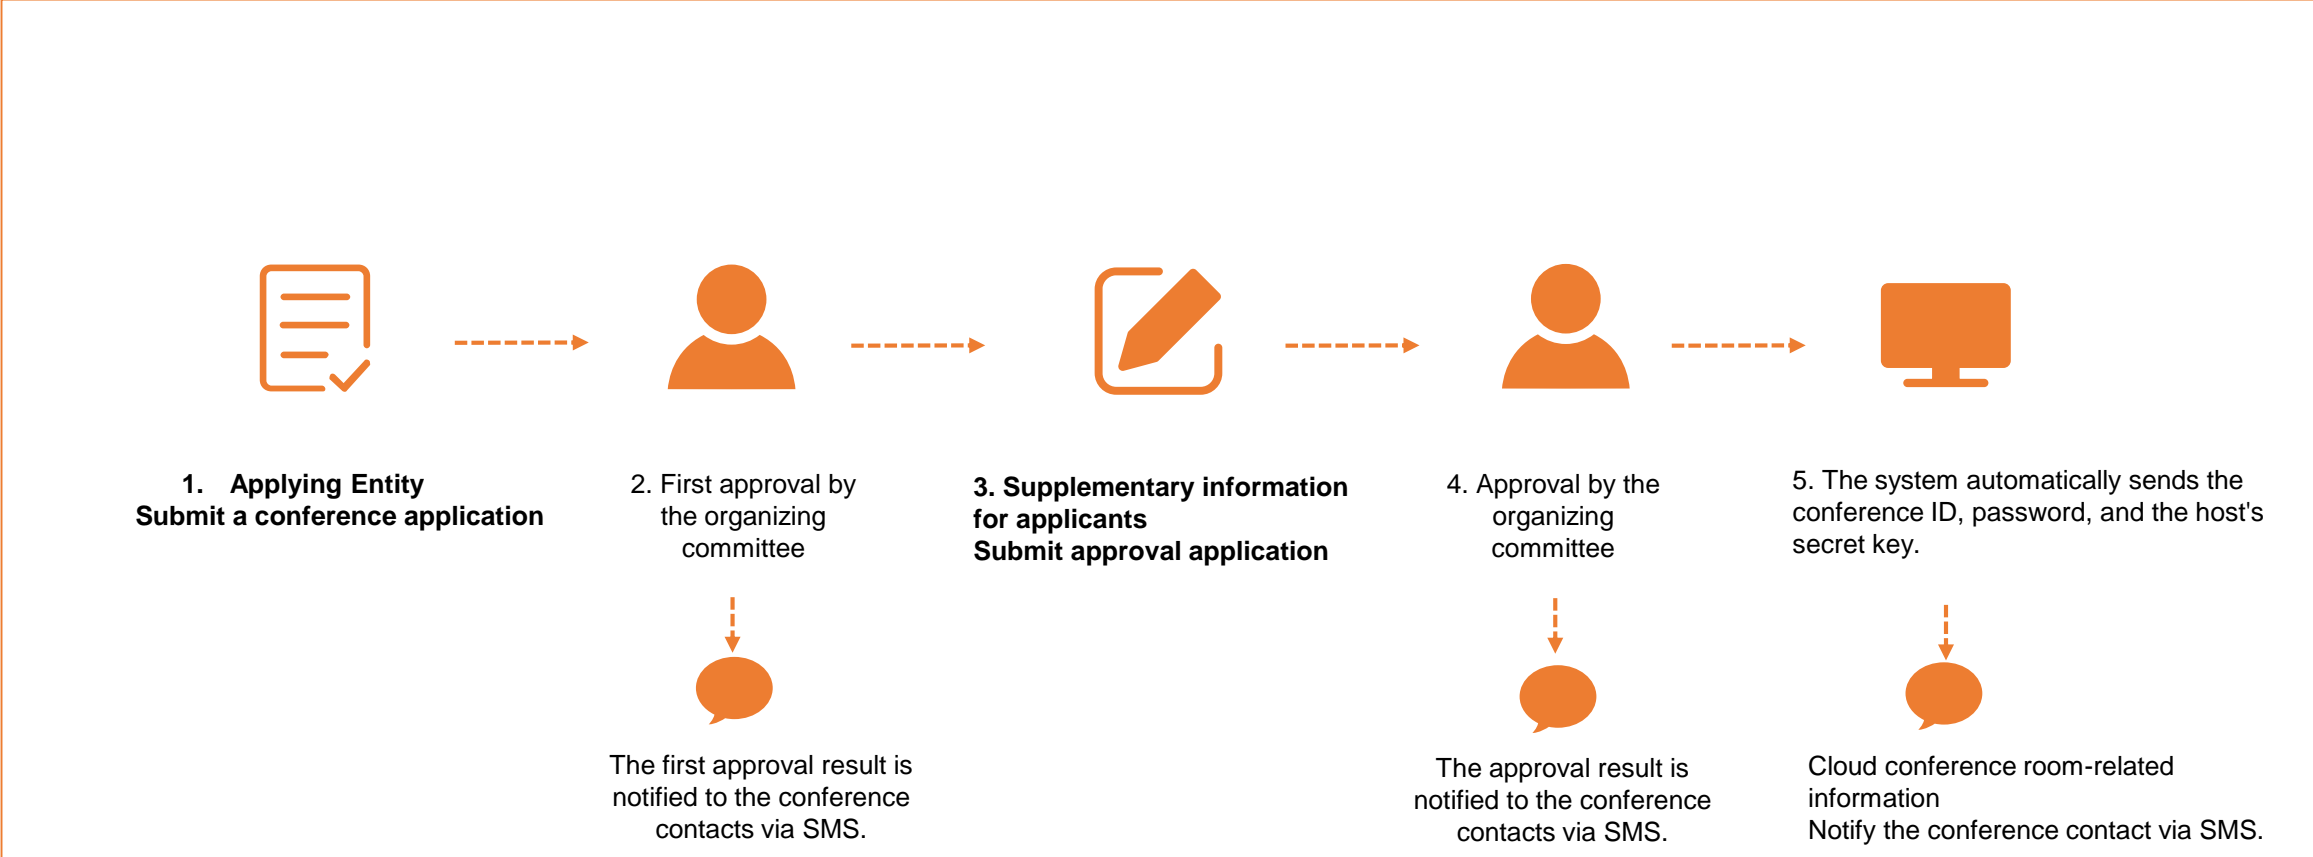 1. Applying Entity
Submit a conference application
2. First approval by
the organizing
committee
3. Supplementary information
for applicants
Submit approval application
4. Approval by the
organizing
committee
5. The system automatically sends the
conference ID, password, and the host's
secret key.
The first approval result is
notified to the conference
contacts via SMS.
The approval result is
notified to the conference
contacts via SMS.
Cloud conference room-related
information
Notify the conference contact via SMS.